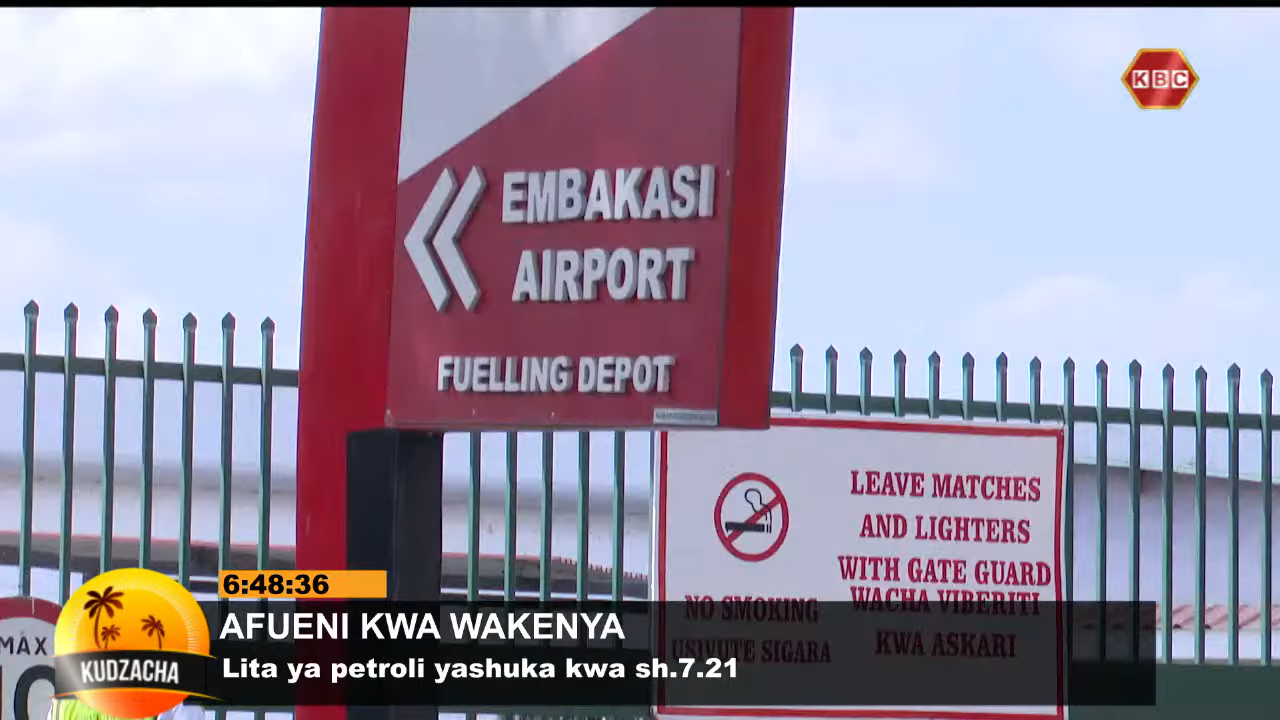 KBC
EMBAKASI
AIRPORT
FUELLING DEPOT
LEAVE MATCHES
AND LIGHTERS
WITH GATE GUARD
WACHA VIBERITI
KWA ASKARI
NO SMOKING
USIVUTE SIGARA
MAX
10
6:48:36
AFUENI KWA WAKENYA
Lita ya petroli yashuka kwa sh.7.21
KUDZACHA